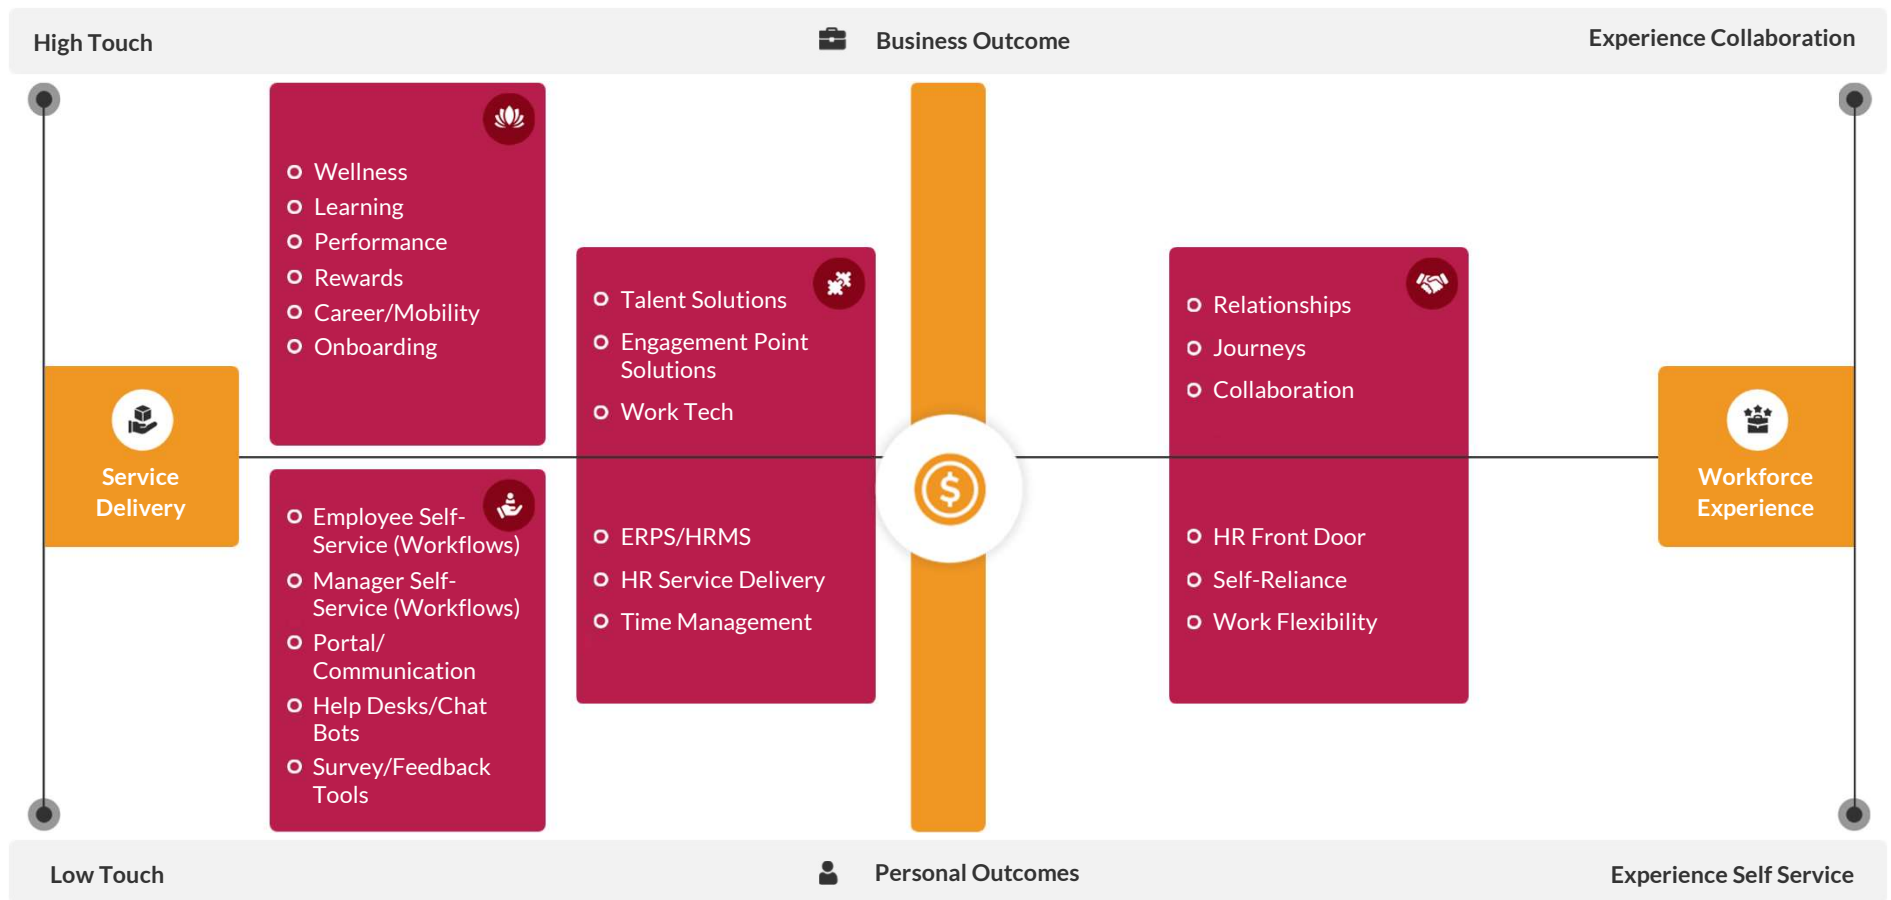 High Touch
Business Outcome
Experience Collaboration
Wellness
Learning
Performance
Rewards
Career/Mobility
Onboarding
Talent Solutions
Engagement Point
Solutions
Work Tech
Relationships
Journeys
Collaboration
Service
Delivery
$
Workforce
Experience
Employee Self-
Service (Workflows)
Manager Self-
Service (Workflows)
Portal/
Communication
Help Desks/Chat
Bots
Survey/Feedback
Tools
ERPS/HRMS
HR Service Delivery
Time Management
HR Front Door
Self-Reliance
Work Flexibility
Low Touch
Personal Outcomes
Experience Self Service